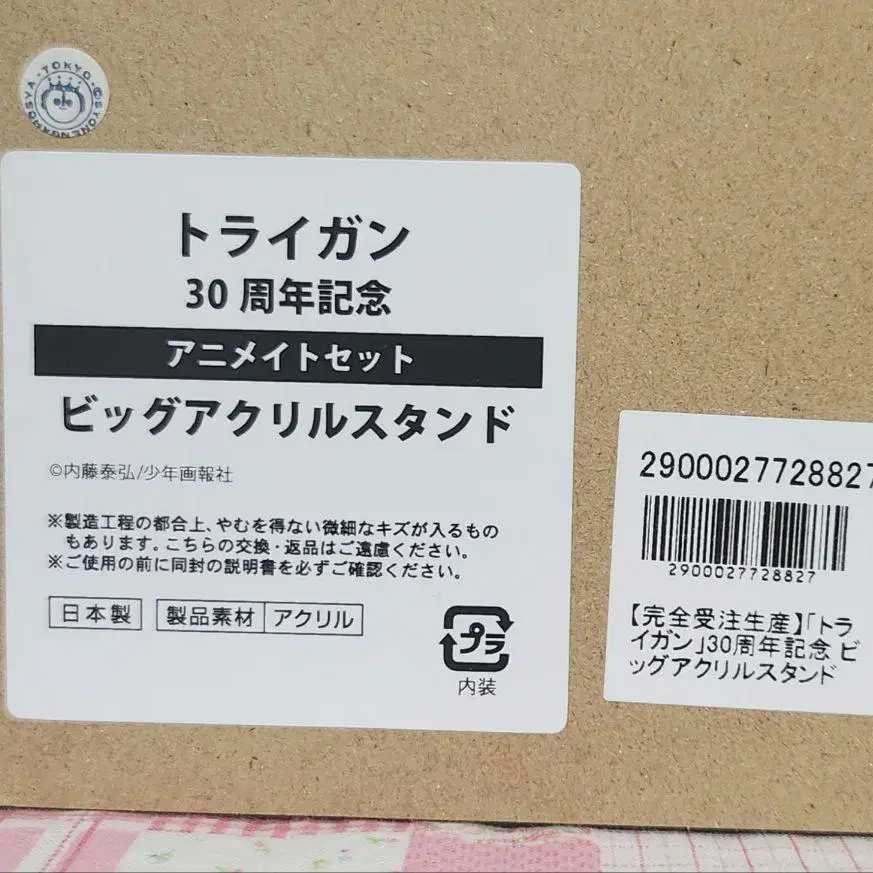 ・TOKYO・©SYONENGAHOSYA
トライガン
30 周年記念
アニメイトセット
ビッグアクリルスタンド
©内藤泰弘/少年画報社
※製造工程の都合上、やむを得ない微細なキズが入るもの
もあります。こちらの交換・返品はご遠慮ください。
※ご使用の前に同封の説明書を必ずご確認ください。
日本製 製品素材 アクリル
プラ
内装
2900027728827
2900027728827
【完全受注生産】「トラ
イガン」30周年記念 ビ
ッグアクリルスタンド